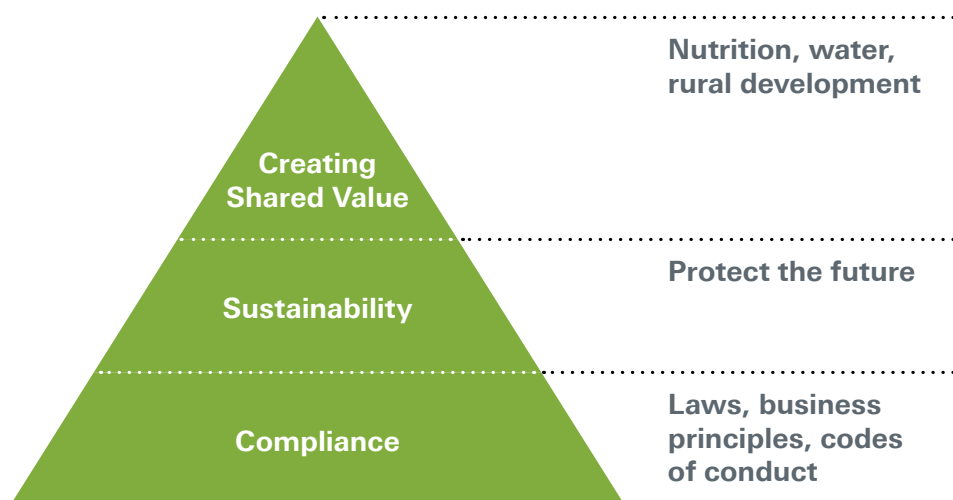 Nutrition, water,
rural development
Creating
Shared Value
Protect the future
Sustainability
Laws, business
principles, codes
of conduct
Compliance